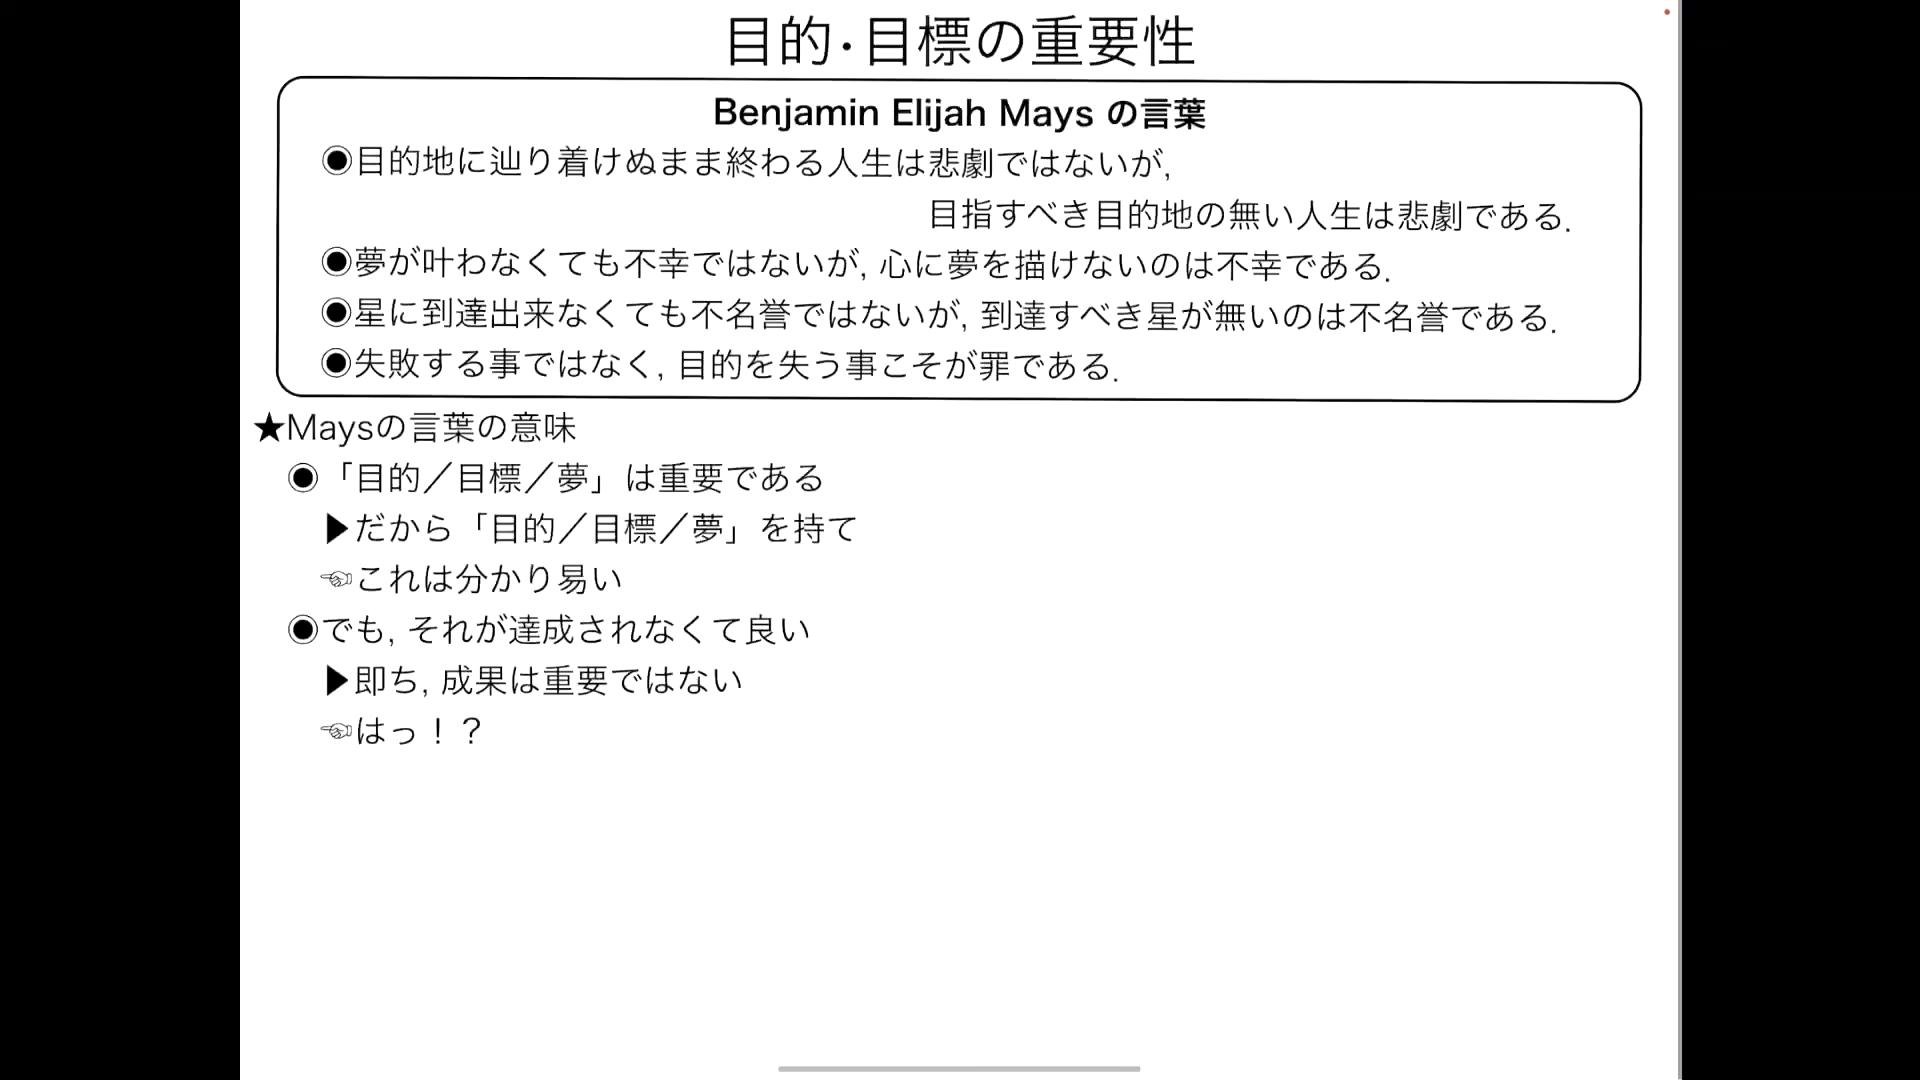 目的・目標の重要性
Benjamin Elijah Mays の言葉
◉目的地に辿り着けぬまま終わる人生は悲劇ではないが,
目指すべき目的地の無い人生は悲劇である.
◉夢が叶わなくても不幸ではないが, 心に夢を描けないのは不幸である.
◉星に到達出来なくても不名誉ではないが, 到達すべき星が無いのは不名誉である.
◉失敗する事ではなく, 目的を失う事こそが罪である.
★Maysの言葉の意味
◉「目的／目標／夢」は重要である
▶だから「目的／目標／夢」を持て
☜これは分かり易い
◉でも, それが達成されなくて良い
▶即ち, 成果は重要ではない
☜はっ！？